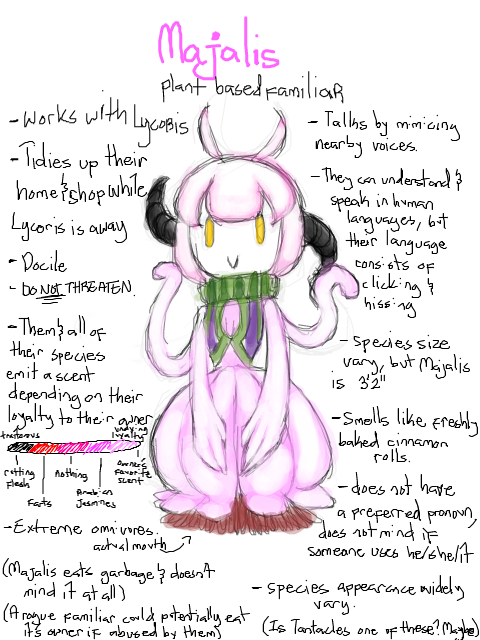 Majalis
plant based familiar
-works with Lycoris
-Tidies up their
home & shop while
Lycoris is away
- Docile
- DO NOT THREATEN.
-Them & all of
their species
emit a scent
depending on their
loyalty to their owner
traitorous
undying
loyalty
rotting
flesh
Farts
nothing
Arabian
Jasmines
owner's
favorite
scent
-Extreme omivores.
actual mouth
(Majalis eats garbage & doesn't
mind it at all)
(A rogue familiar could potentially eat
it's owner if abused by them)
- Talks by mimicing
nearby voices.
-They can understand &
speak in human
languages, but
their language
consists of
clicking &
hissing
- Species size
vary, but Majalis
is 3'2"
-Smells like freshly
baked cinnamon
rolls.
-does not have
a preferred pronoun,
does not mind if
someone uses he/she/it
- Species appearance widely
vary.
(Is Tantacles one of these? Maybe)